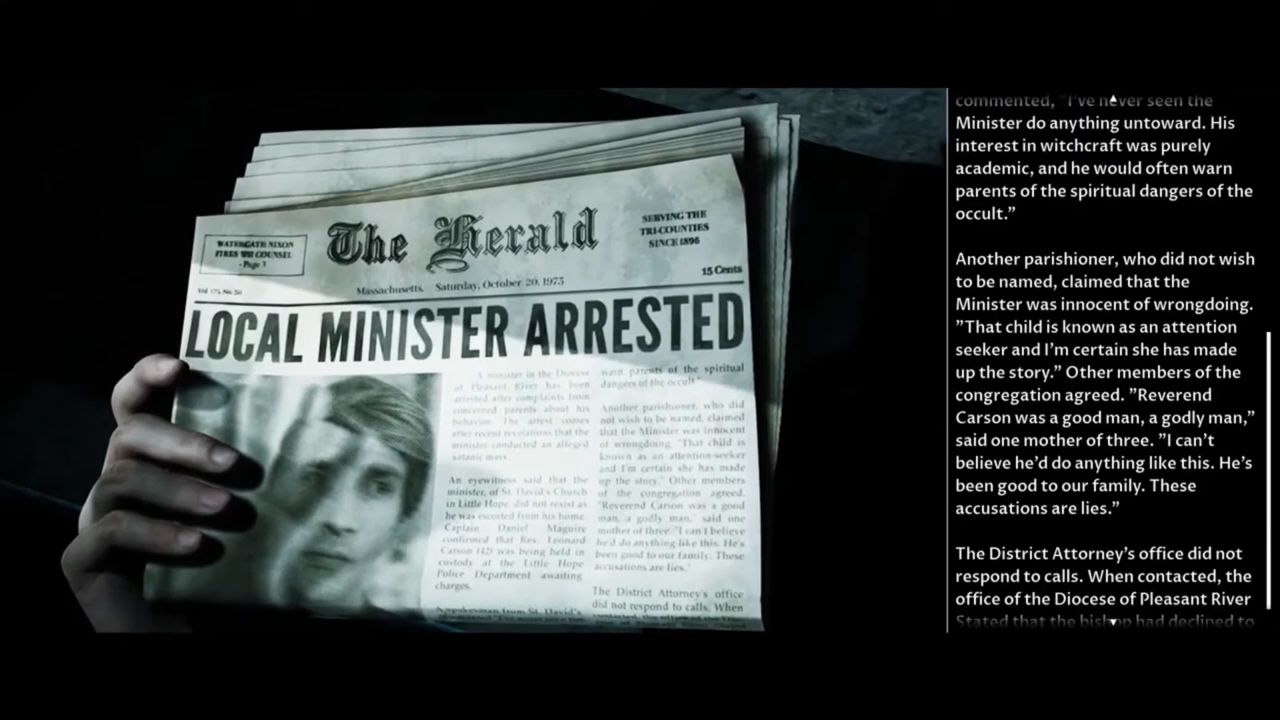 WATERGATE: NIXON
FIRES COUNSEL
- Page 3
The Herald
SERVING THE
TRI-COUNTIES
SINCE 1896
15 Cents
Massachusetts. Saturday, October 20, 1973
LOCAL MINISTER ARRESTED
A minister in the Diocese
of Pleasant River has been
arrested after complaints from
concerned parents about his
behavior. The arrest comes
after recent revelations that the
minister conducted an alleged
satanic mass.
An eyewitness said that the
minister, of St. David's Church
in Little Hope, did not resist as
he was escorted from his home.
Captain Daniel Maguire
confirmed that Rev. Leonard
Carson (42) was being held in
custody at the Little Hope
Police Department awaiting
charges.
A spokesman from St. David's
warn parents of the spiritual
dangers of the occult."
Another parishioner, who did
not wish to be named, claimed
that the Minister was innocent
of wrongdoing. "That child is
known as an attention-seeker
and I'm certain she has made
up the story." Other members
of the congregation agreed.
"Reverend Carson was a good
man, a godly man," said one
mother of three. "I can't believe
he'd do anything like this. He's
been good to our family. These
accusations are lies."
The District Attorney's office
did not respond to calls. When
commented, "I've never seen the
Minister do anything untoward. His
interest in witchcraft was purely
academic, and he would often warn
parents of the spiritual dangers of the
occult."
Another parishioner, who did not wish
to be named, claimed that the
Minister was innocent of wrongdoing.
"That child is known as an attention
seeker and I'm certain she has made
up the story." Other members of the
congregation agreed. "Reverend
Carson was a good man, a godly man,"
said one mother of three. "I can't
believe he'd do anything like this. He's
been good to our family. These
accusations are lies."
The District Attorney's office did not
respond to calls. When contacted, the
office of the Diocese of Pleasant River
Stated that the bishop had declined to